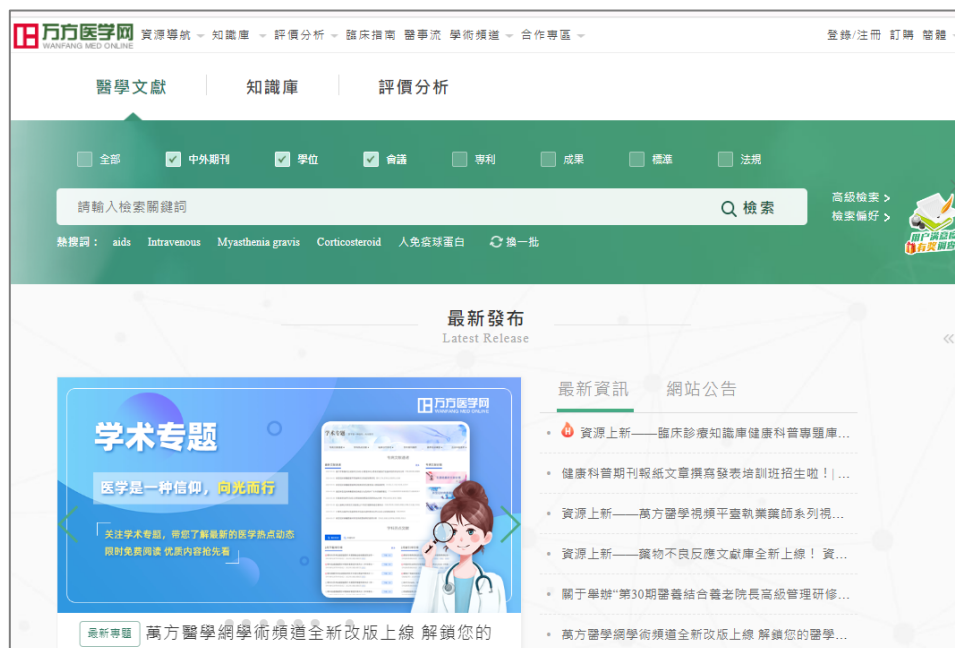 万方医学网
WANFANG MED ONLINE
資源導航 知識庫 評價分析 臨床指南 醫事流 學術頻道 合作專區
登錄/注冊 訂購 簡體
醫學文獻 知識庫 評價分析
全部 中外期刊 學位 會議 專利 成果 標準 法規
請輸入檢索關鍵詞 檢索
高級檢索 >
檢索偏好 >
熱搜詞： aids Intravenous Myasthenia gravis Corticosteroid 人免疫球蛋白 換一批
最新發布
Latest Release
万方医学网
WANFANG MED ONLINE
学术专题
医学是一种信仰，向光而行
关注学术专题，带您了解最新的医学热点动态
限时免费阅读 优质内容抢先看
最新專題 萬方醫學網學術頻道全新改版上線 解鎖您的
最新資訊 網站公告
資源上新——臨床診療知識庫健康科普專題庫...
健康科普期刊報紙文章撰寫發表培訓班招生啦！| ...
資源上新——萬方醫學視頻平臺執業藥師系列視...
資源上新——藥物不良反應文獻庫全新上線！ 資...
關于舉辦“第30期醫養結合養老院長高級管理研修...
萬方醫學網學術頻道全新改版上線 解鎖您的醫學...